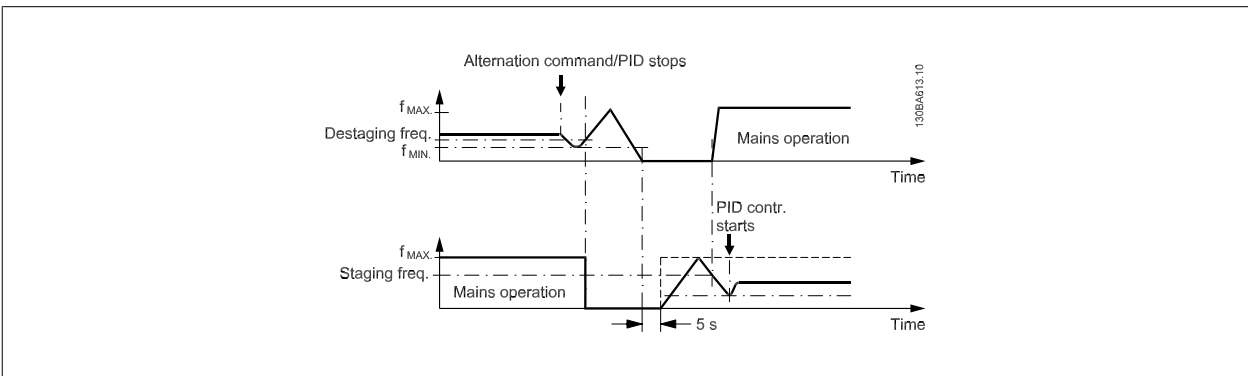 Alternation command/PID stops
f MAX.
Destaging freq.
f MIN.
Mains operation
Time
130BA613.10
PID contr.
starts
f MAX.
Staging freq.
Mains operation
Time
5 s